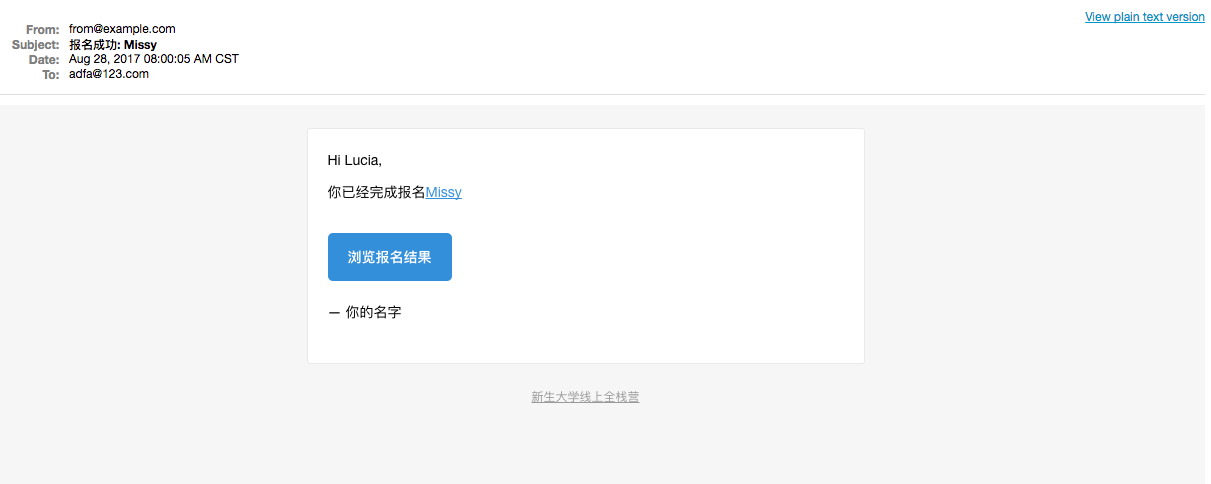 View plain text version
From: from@example.com
Subject: 报名成功: Missy
Date: Aug 28, 2017 08:00:05 AM CST
To: adfa@123.com
Hi Lucia,
你已经完成报名Missy
浏览报名结果
— 你的名字
新生大学线上全栈营